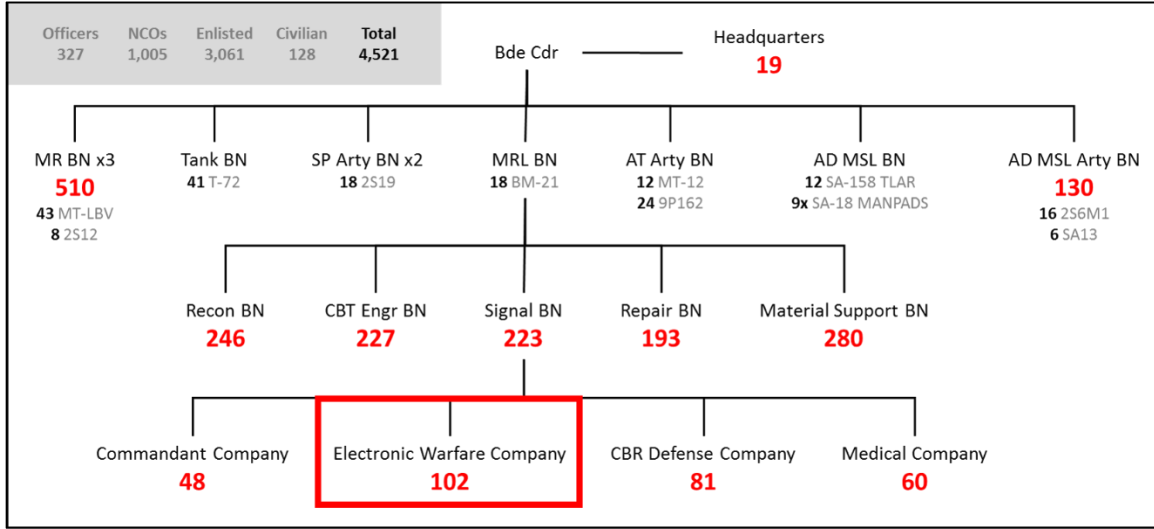 Officers NCOs Enlisted Civilian Total
327 1,005 3,061 128 4,521
Bde Cdr
Headquarters
19
MR BN x3
510
43 MT-LBV
8 2S12
Tank BN
41 T-72
SP Arty BN x2
18 2S19
MRL BN
18 BM-21
AT Arty BN
12 MT-12
24 9P162
AD MSL BN
12 SA-158 TLAR
9x SA-18 MANPADS
AD MSL Arty BN
130
16 2S6M1
6 SA13
Recon BN
246
CBT Engr BN
227
Signal BN
223
Repair BN
193
Material Support BN
280
Commandant Company
48
Electronic Warfare Company
102
CBR Defense Company
81
Medical Company
60